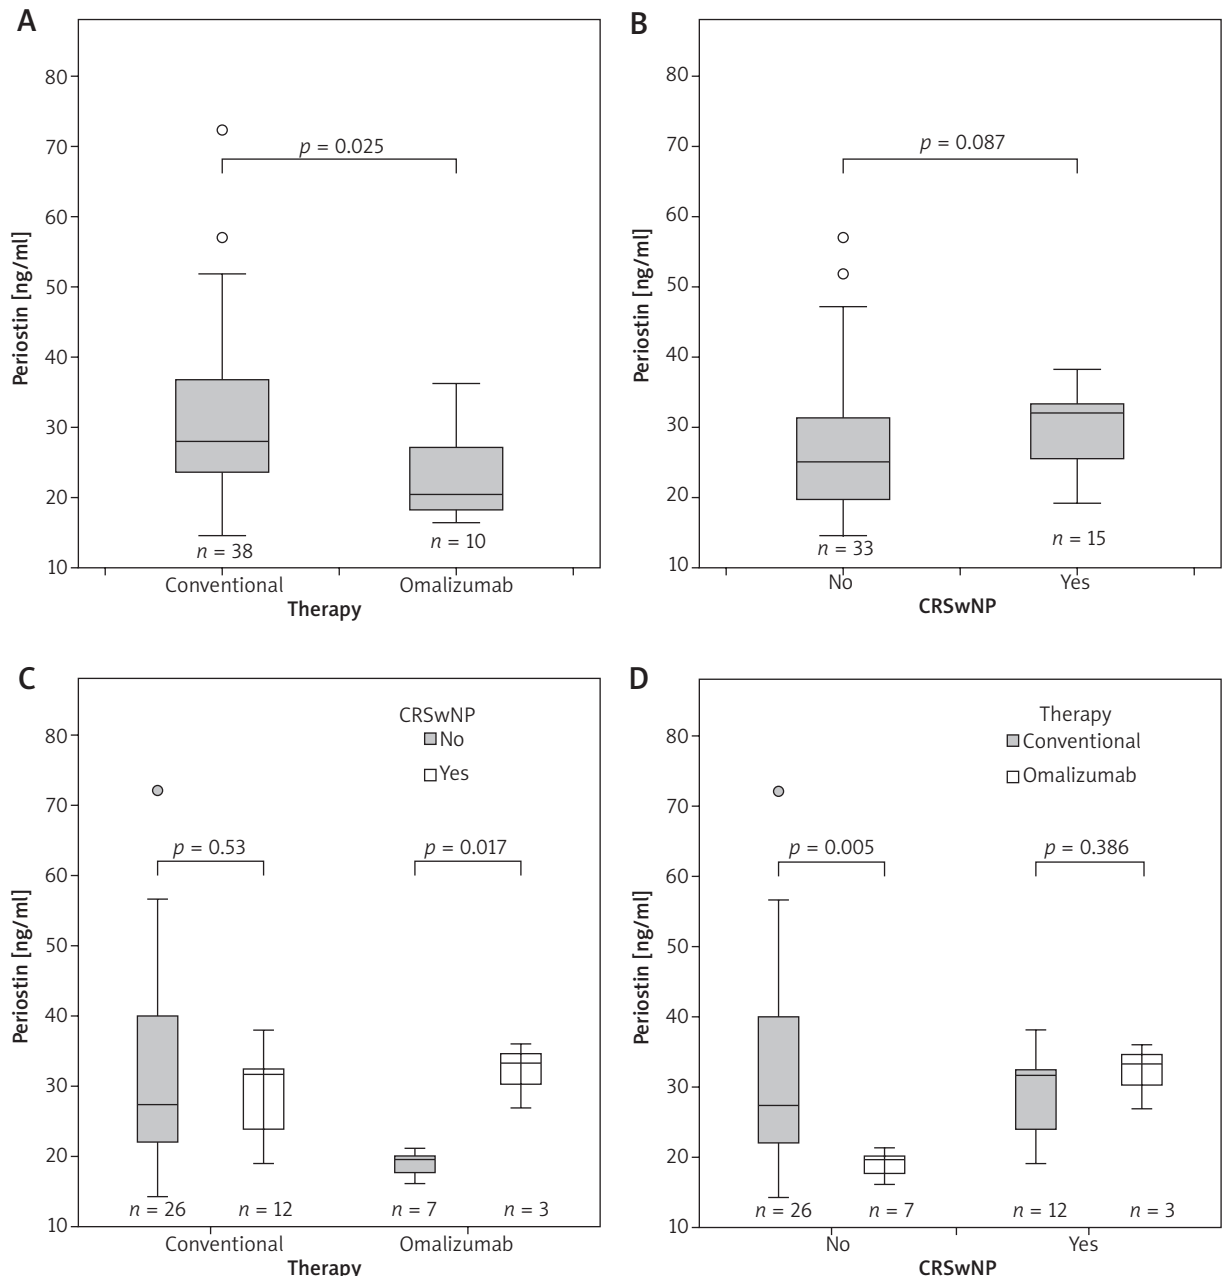 A
80
70
60
50
40
30
20
10
Periostin [ng/ml]
p = 0.025
n = 38
n = 10
Conventional
Omalizumab
Therapy
B
80
70
60
50
40
30
20
10
Periostin [ng/ml]
p = 0.087
n = 33
n = 15
No
Yes
CRSwNP
C
80
70
60
50
40
30
20
10
Periostin [ng/ml]
CRSwNP
No
Yes
p = 0.53
p = 0.017
n = 26
n = 12
n = 7
n = 3
Conventional
Omalizumab
Therapy
D
80
70
60
50
40
30
20
10
Periostin [ng/ml]
Therapy
Conventional
Omalizumab
p = 0.005
p = 0.386
n = 26
n = 7
n = 12
n = 3
No
Yes
CRSwNP